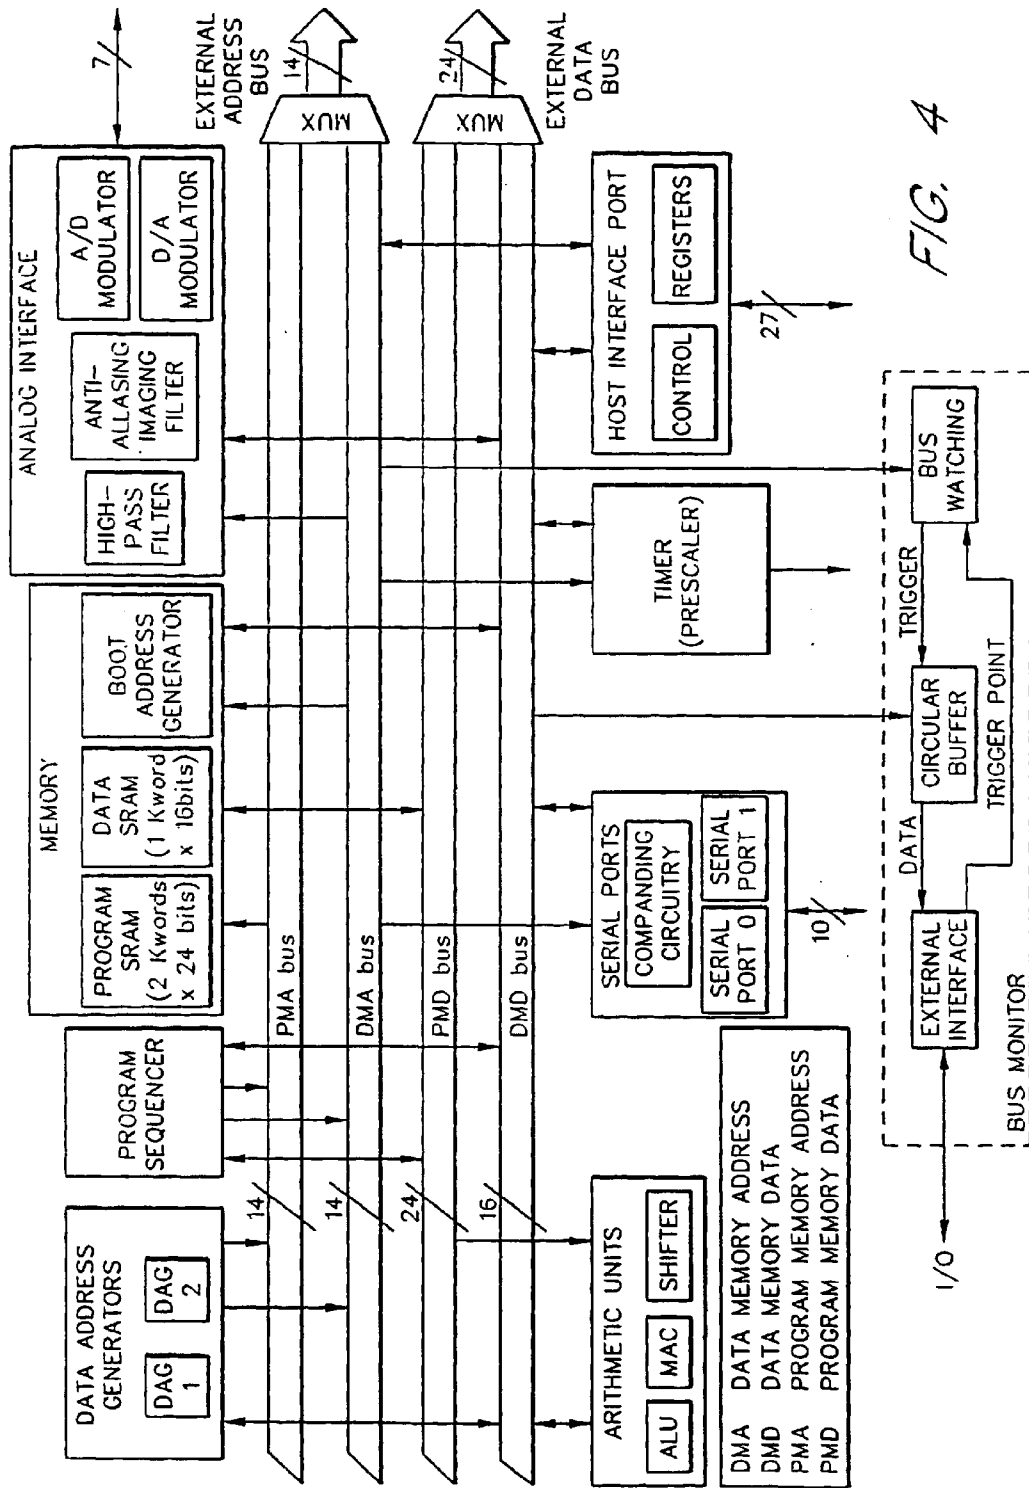 DATA ADDRESS
GENERATORS
DAG
1
DAG
2
PROGRAM
SEQUENCER
MEMORY
PROGRAM
SRAM
(2 Kwords
x 24 bits)
DATA
SRAM
(1 Kword
x 16bits)
BOOT
ADDRESS
GENERATOR
ANALOG INTERFACE
HIGH-
PASS
FILTER
ANTI-
ALLASING
IMAGING
FILTER
A/D
MODULATOR
D/A
MODULATOR
7
EXTERNAL
ADDRESS
BUS
14
PMA bus
MUX
14
14
DMA bus
24
PMD bus
MUX
24
16
DMD bus
EXTERNAL
DATA
BUS
ARITHMETIC UNITS
ALU
MAC
SHIFTER
SERIAL PORTS
COMPANDING
CIRCUITRY
SERIAL
PORT 0
SERIAL
PORT 1
10
TIMER
(PRESCALER)
HOST INTERFACE PORT
CONTROL
REGISTERS
27
DMA DATA MEMORY ADDRESS
DMD DATA MEMORY DATA
PMA PROGRAM MEMORY ADDRESS
PMD PROGRAM MEMORY DATA
I/O
EXTERNAL
INTERFACE
DATA
CIRCULAR
BUFFER
TRIGGER
BUS
WATCHING
TRIGGER POINT
BUS MONITOR
FIG. 4